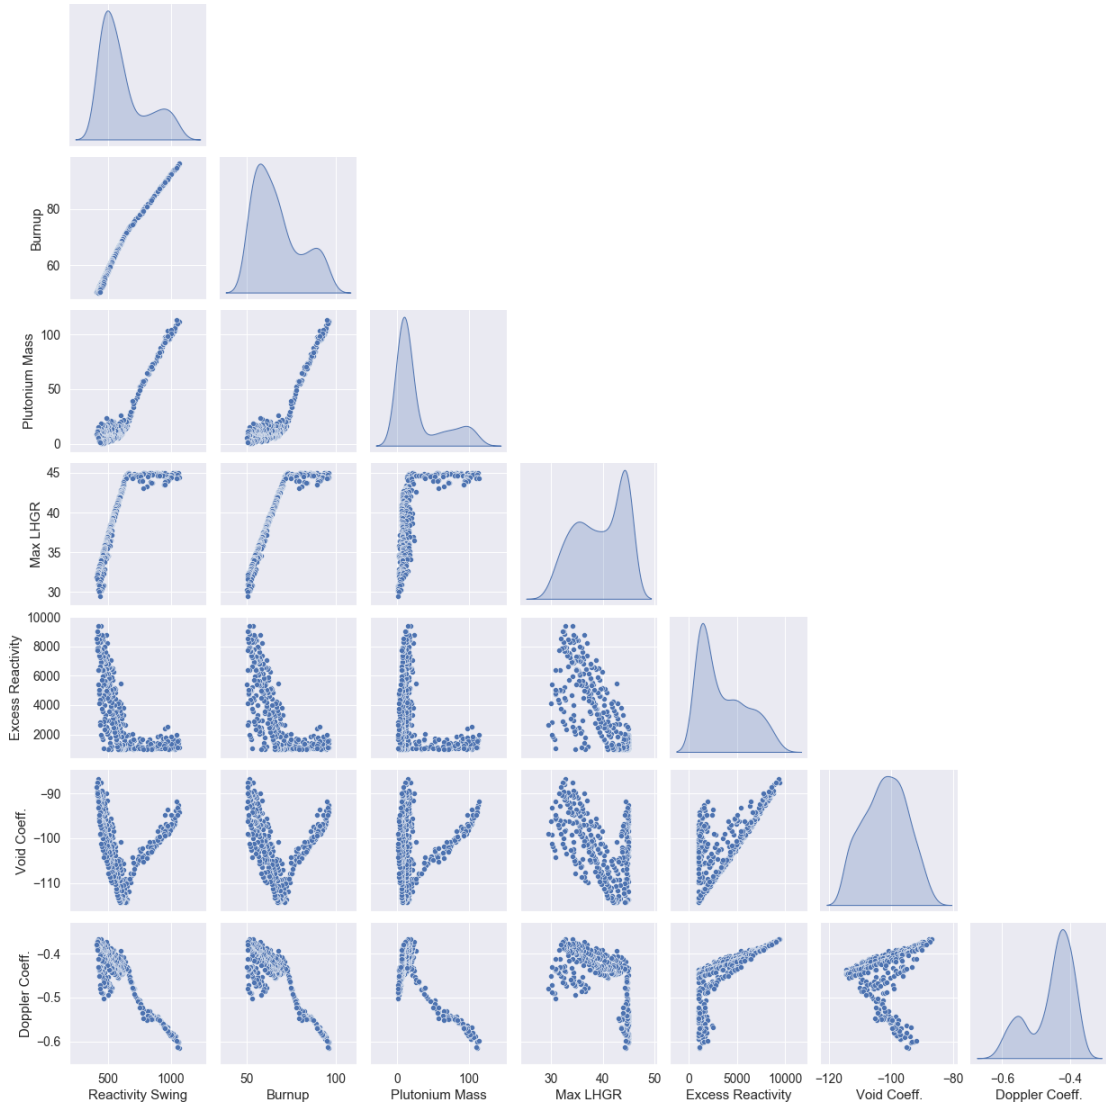 Burnup
80
60
Plutonium Mass
100
50
0
Max LHGR
45
40
35
30
Excess Reactivity
10000
8000
6000
4000
2000
Void Coeff.
−90
−100
−110
Doppler Coeff.
−0.4
−0.5
−0.6
500 1000 50 100 0 100 30 40 50 0 5000 10000 −120 −100 −80 −0.6 −0.4
Reactivity Swing Burnup Plutonium Mass Max LHGR Excess Reactivity Void Coeff. Doppler Coeff.